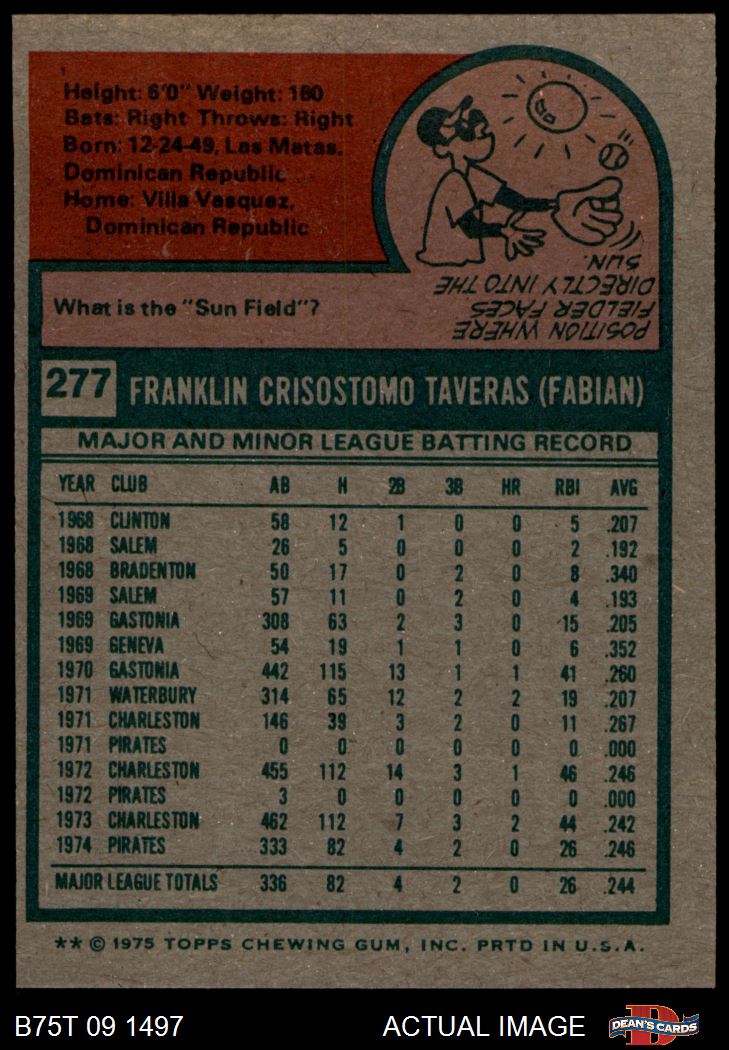 Height: 6'0" Weight: 160
Bats: Right Throws: Right
Born: 12-24-49, Las Matas,
Dominican Republic
Home: Villa Vasquez,
Dominican Republic
What is the "Sun Field"?
POSITION WHERE
FIELDER FACES
DIRECTLY INTO THE
SUN.
277 FRANKLIN CRISOSTOMO TAVERAS (FABIAN)
MAJOR AND MINOR LEAGUE BATTING RECORD
YEAR CLUB AB H 2B 3B HR RBI AVG
1968 CLINTON 58 12 1 0 0 5 .207
1968 SALEM 26 5 0 0 0 2 .192
1968 BRADENTON 50 17 0 2 0 8 .340
1969 SALEM 57 11 0 2 0 4 .193
1969 GASTONIA 308 63 2 3 0 15 .205
1969 GENEVA 54 19 1 1 0 6 .352
1970 GASTONIA 442 115 13 1 1 41 .260
1971 WATERBURY 314 65 12 2 2 19 .207
1971 CHARLESTON 146 39 3 2 0 11 .267
1971 PIRATES 0 0 0 0 0 0 .000
1972 CHARLESTON 455 112 14 3 1 46 .246
1972 PIRATES 3 0 0 0 0 0 .000
1973 CHARLESTON 462 112 7 3 2 44 .242
1974 PIRATES 333 82 4 2 0 26 .246
MAJOR LEAGUE TOTALS 336 82 4 2 0 26 .244
** © 1975 TOPPS CHEWING GUM, INC. PRTD IN U.S.A.
B75T 09 1497 ACTUAL IMAGE D DEAN'S CARDS